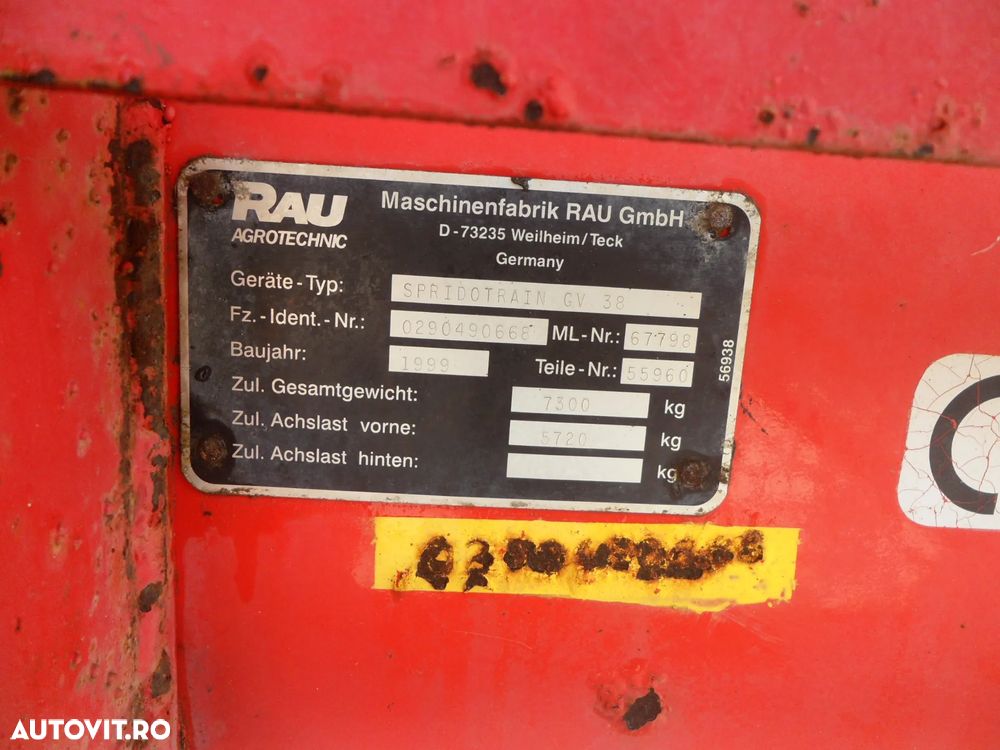 RAU
AGROTECHNIC
Maschinenfabrik RAU GmbH
D-73235 Weilheim/Teck
Germany
Geräte-Typ: SPRIDOTRAIN GV 38
Fz.-Ident.-Nr.: 0290490668 ML-Nr.: 67798
Baujahr: 1999 Teile-Nr.: 55960
Zul. Gesamtgewicht: 7300 kg
Zul. Achslast vorne: 5720 kg
Zul. Achslast hinten: kg
56938
AUTOVIT.RO